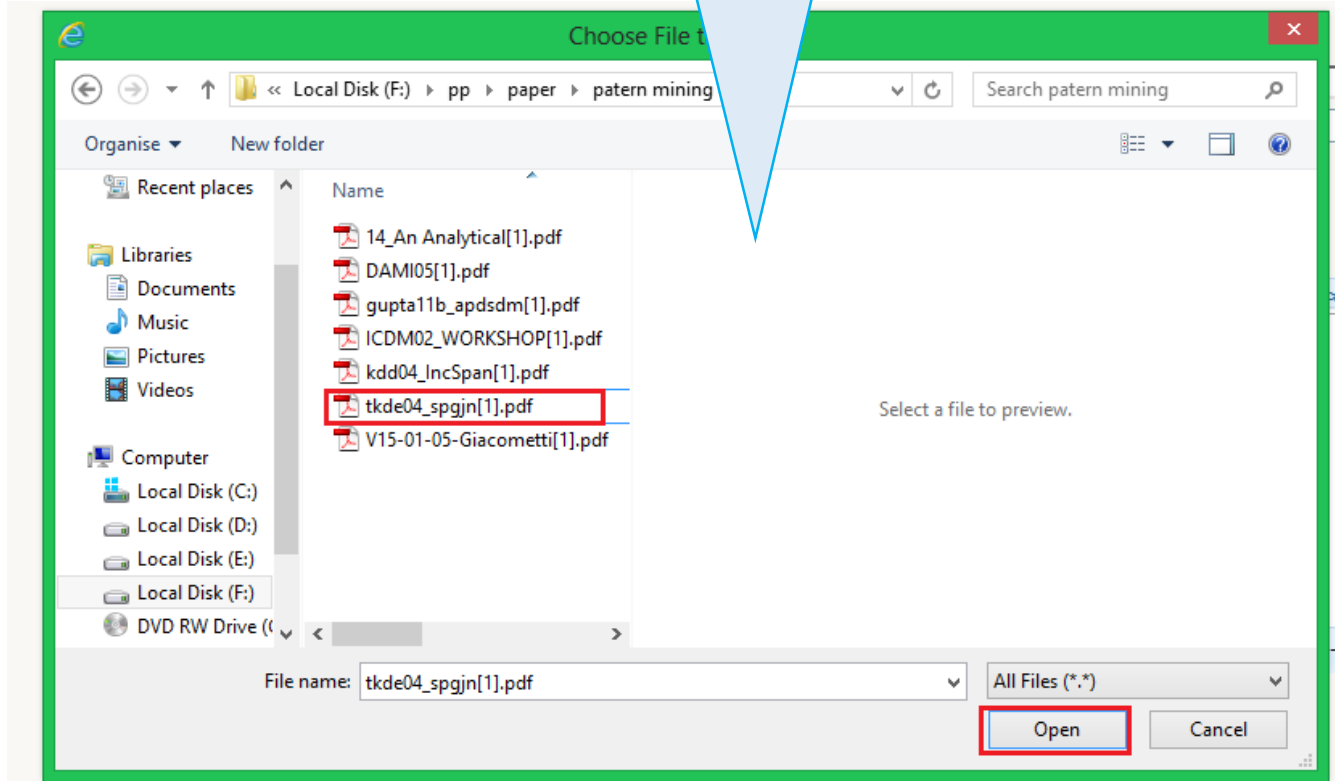 Choose File t
« Local Disk (F:) pp paper patern mining
Search patern mining
Organise New folder
Recent places
Libraries
Documents
Music
Pictures
Videos
Computer
Local Disk (C:)
Local Disk (D:)
Local Disk (E:)
Local Disk (F:)
DVD RW Drive (
Name
14_An Analytical[1].pdf
DAMI05[1].pdf
gupta11b_apdsdm[1].pdf
ICDM02_WORKSHOP[1].pdf
kdd04_IncSpan[1].pdf
tkde04_spgjn[1].pdf
V15-01-05-Giacometti[1].pdf
Select a file to preview.
File name: tkde04_spgjn[1].pdf
All Files (*.*)
Open Cancel